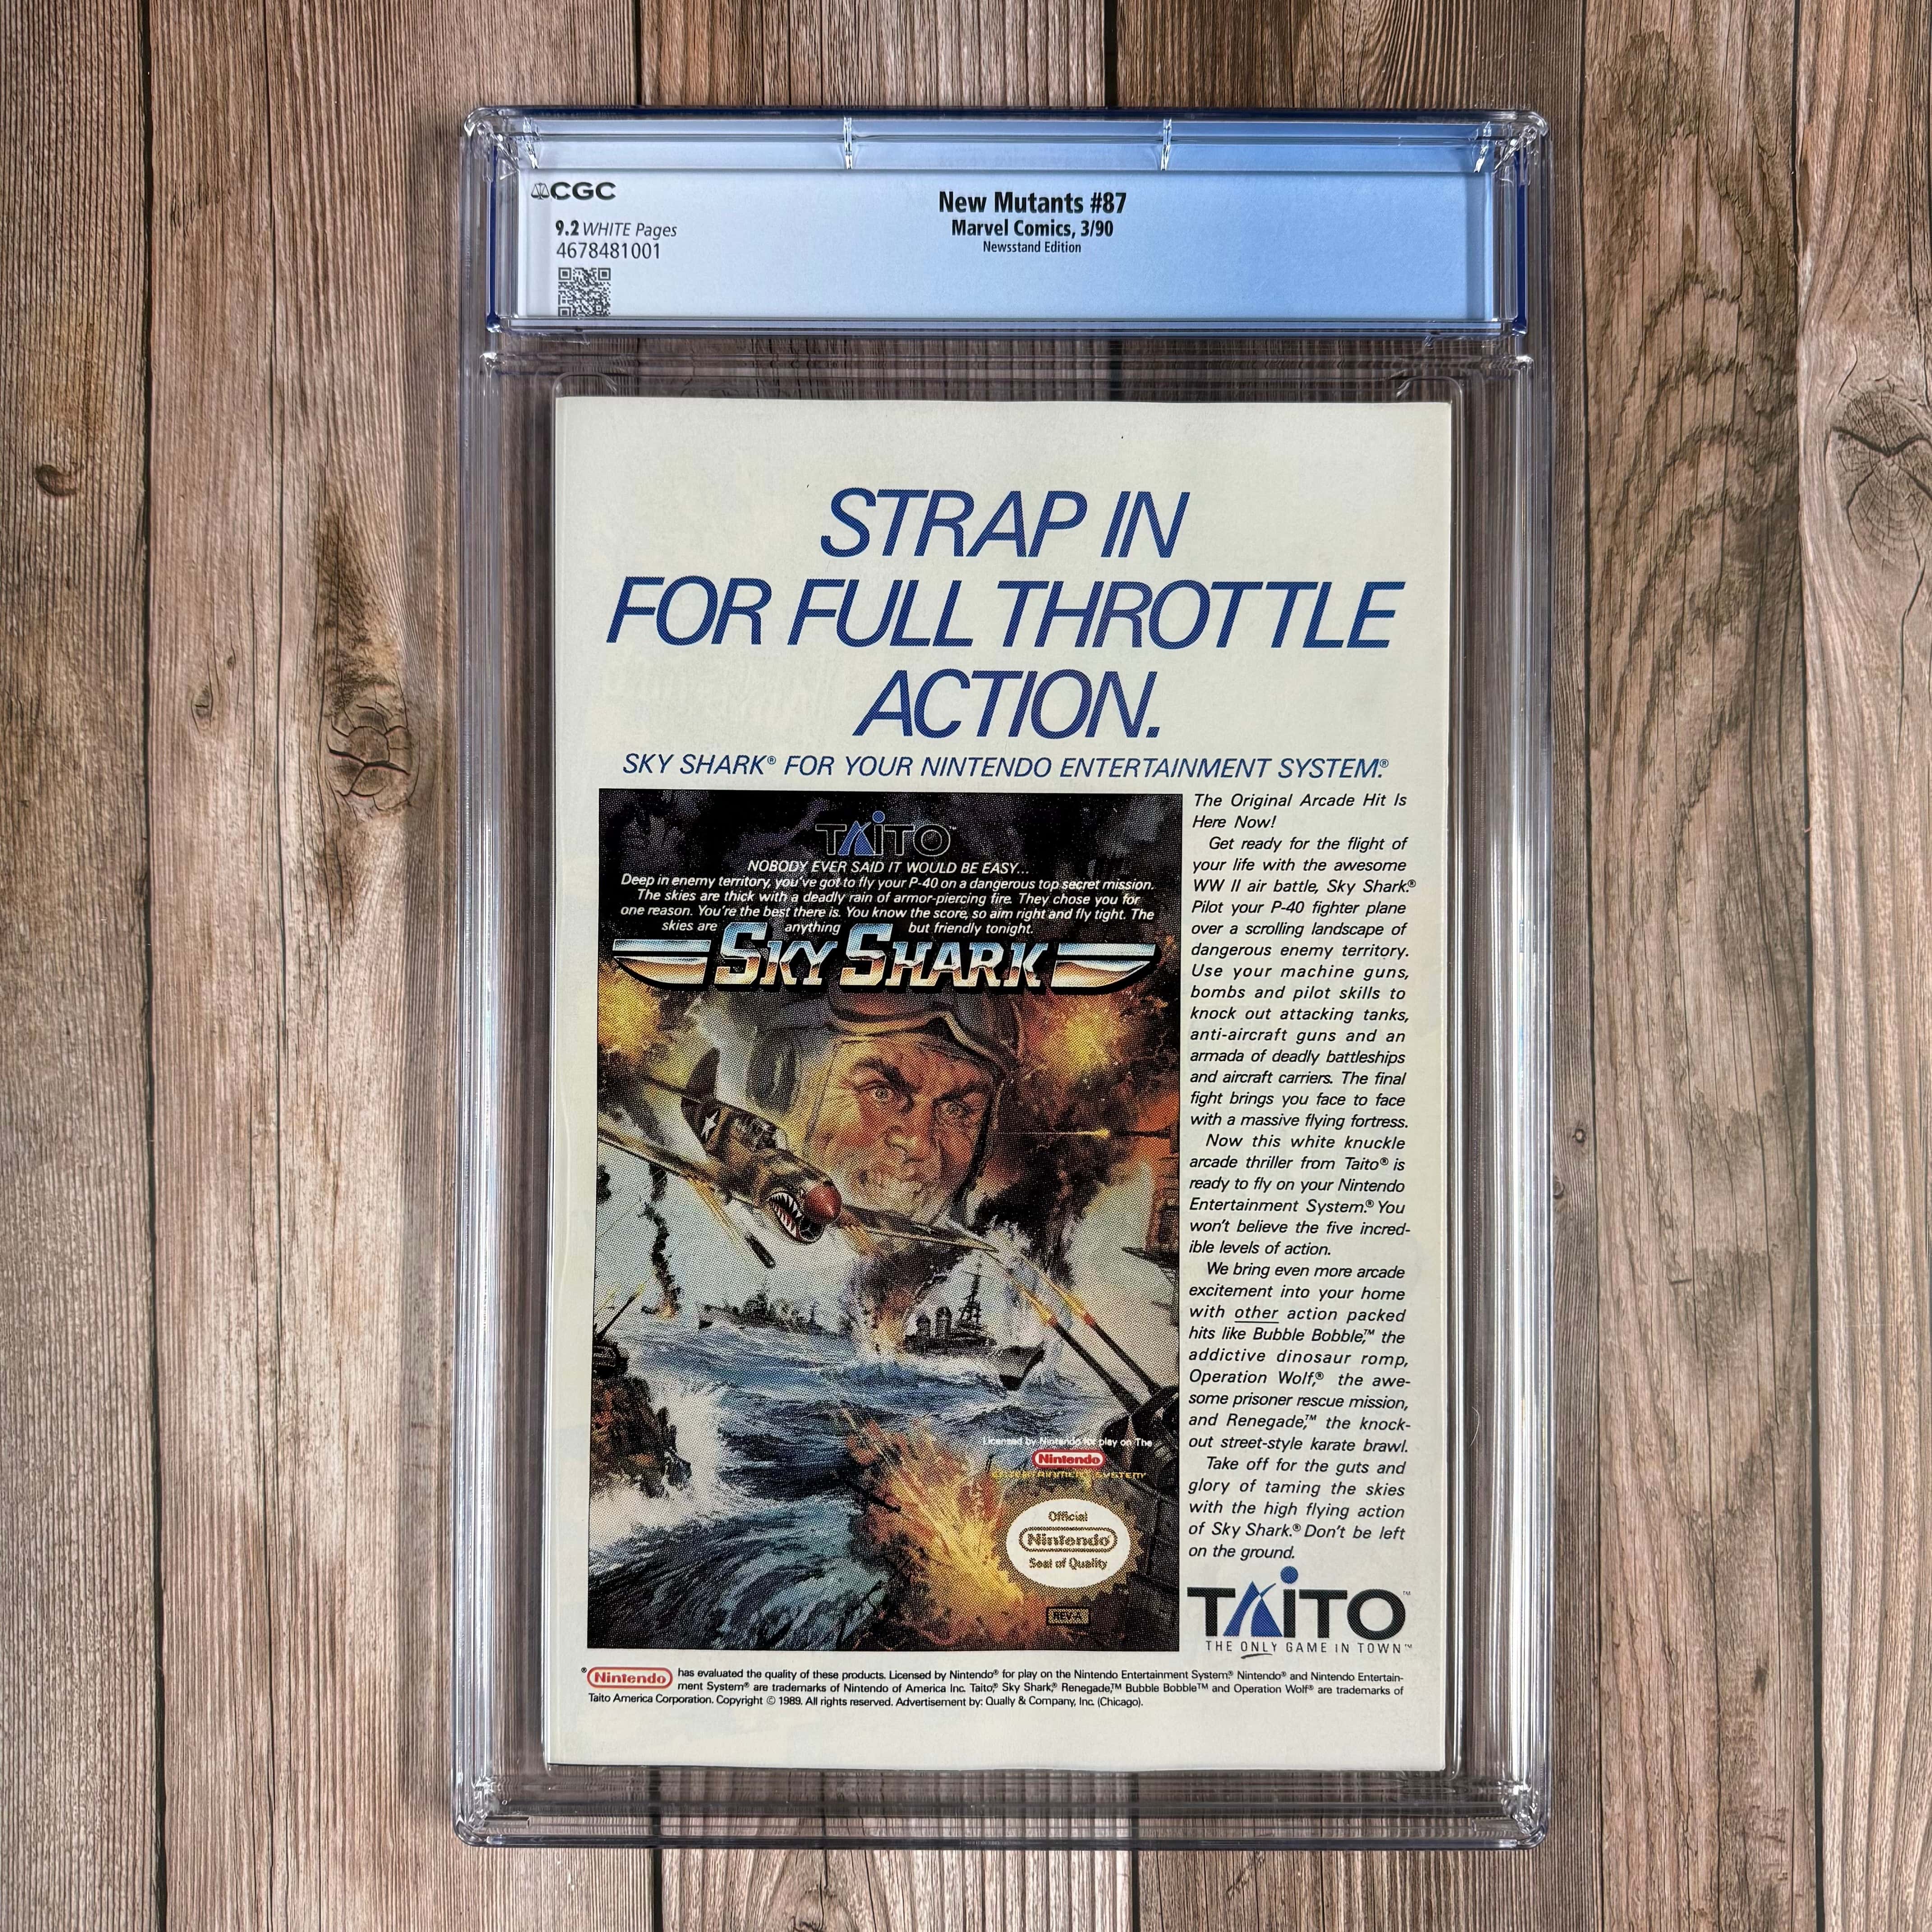 CGC
9.2 WHITE Pages
4678481001
New Mutants #87
Marvel Comics, 3/90
Newsstand Edition
STRAP IN
FOR FULL THROTTLE
ACTION.
SKY SHARK® FOR YOUR NINTENDO ENTERTAINMENT SYSTEM.®
TAITO™
NOBODY EVER SAID IT WOULD BE EASY...
Deep in enemy territory, you've got to fly your P-40 on a dangerous top secret mission.
The skies are thick with a deadly rain of armor-piercing fire. They chose you for
one reason. You're the best there is. You know the score, so aim right and fly tight. The
skies are anything but friendly tonight.
SKY SHARK
Licensed by Nintendo for play on The
Nintendo
ENTERTAINMENT SYSTEM™
Official
Nintendo®
Seal of Quality
REV-A
The Original Arcade Hit Is
Here Now!
Get ready for the flight of
your life with the awesome
WW II air battle, Sky Shark.®
Pilot your P-40 fighter plane
over a scrolling landscape of
dangerous enemy territory.
Use your machine guns,
bombs and pilot skills to
knock out attacking tanks,
anti-aircraft guns and an
armada of deadly battleships
and aircraft carriers. The final
fight brings you face to face
with a massive flying fortress.
Now this white knuckle
arcade thriller from Taito® is
ready to fly on your Nintendo
Entertainment System.® You
won't believe the five incred-
ible levels of action.
We bring even more arcade
excitement into your home
with other action packed
hits like Bubble Bobble,™ the
addictive dinosaur romp,
Operation Wolf,® the awe-
some prisoner rescue mission,
and Renegade,™ the knock-
out street-style karate brawl.
Take off for the guts and
glory of taming the skies
with the high flying action
of Sky Shark.® Don't be left
on the ground.
TAITO™
THE ONLY GAME IN TOWN™
® Nintendo has evaluated the quality of these products. Licensed by Nintendo® for play on the Nintendo Entertainment System.® Nintendo® and Nintendo Entertain-
ment System® are trademarks of Nintendo of America Inc. Taito,® Sky Shark,® Renegade,™ Bubble Bobble™ and Operation Wolf® are trademarks of
Taito America Corporation. Copyright © 1989. All rights reserved. Advertisement by: Qually & Company, Inc. (Chicago).